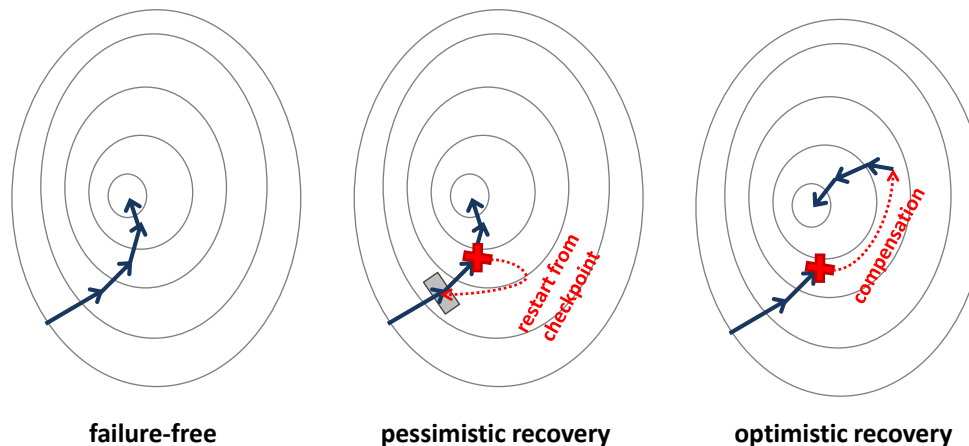 restart from
checkpoint
compensation
failure-free
pessimistic recovery
optimistic recovery